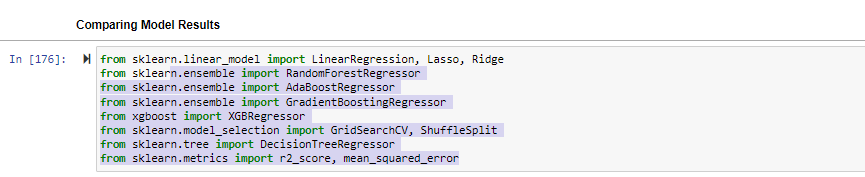 Comparing Model Results
In [176]: from sklearn.linear_model import LinearRegression, Lasso, Ridge
from sklearn.ensemble import RandomForestRegressor
from sklearn.ensemble import AdaBoostRegressor
from sklearn.ensemble import GradientBoostingRegressor
from xgboost import XGBRegressor
from sklearn.model_selection import GridSearchCV, ShuffleSplit
from sklearn.tree import DecisionTreeRegressor
from sklearn.metrics import r2_score, mean_squared_error